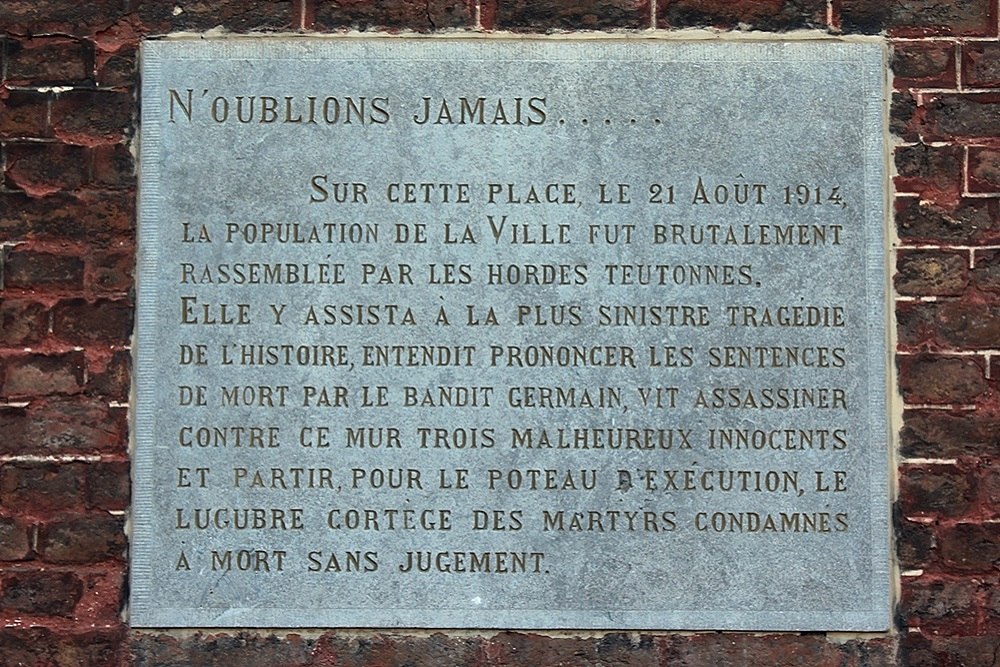 N'OUBLIONS JAMAIS.....
SUR CETTE PLACE, LE 21 AOÛT 1914,
LA POPULATION DE LA VILLE FUT BRUTALEMENT
RASSEMBLÉE PAR LES HORDES TEUTONNES.
ELLE Y ASSISTA À LA PLUS SINISTRE TRAGÉDIE
DE L'HISTOIRE, ENTENDIT PRONONCER LES SENTENCES
DE MORT PAR LE BANDIT GERMAIN, VIT ASSASSINER
CONTRE CE MUR TROIS MALHEUREUX INNOCENTS
ET PARTIR, POUR LE POTEAU D'EXÉCUTION, LE
LUGUBRE CORTÈGE DES MARTYRS CONDAMNÉS
À MORT SANS JUGEMENT.